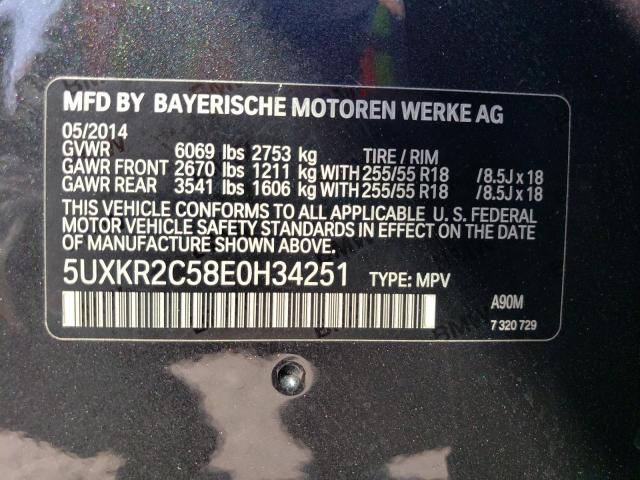 MFD BY BAYERISCHE MOTOREN WERKE AG
05/2014
GVWR 6069 lbs 2753 kg TIRE / RIM
GAWR FRONT 2670 lbs 1211 kg WITH 255/55 R18 /8.5J x 18
GAWR REAR 3541 lbs 1606 kg WITH 255/55 R18 /8.5J x 18
THIS VEHICLE CONFORMS TO ALL APPLICABLE U. S. FEDERAL
MOTOR VEHICLE SAFETY STANDARDS IN EFFECT ON THE DATE
OF MANUFACTURE SHOWN ABOVE.
5UXKR2C58E0H34251 TYPE: MPV
A90M
7 320 729